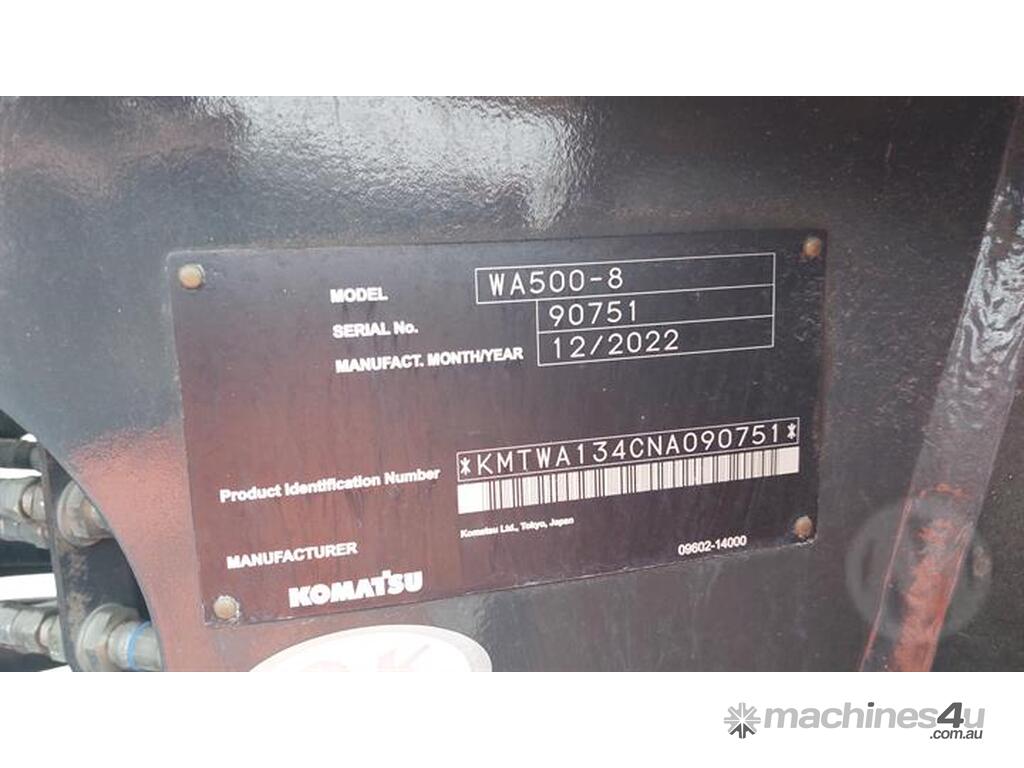 MODEL WA500-8
SERIAL No. 90751
MANUFACT. MONTH/YEAR 12/2022
Product Identification Number *KMTWA134CNA090751*
Komatsu Ltd., Tokyo, Japan
MANUFACTURER 09602-14000
KOMATSU
machines4u
.com.au